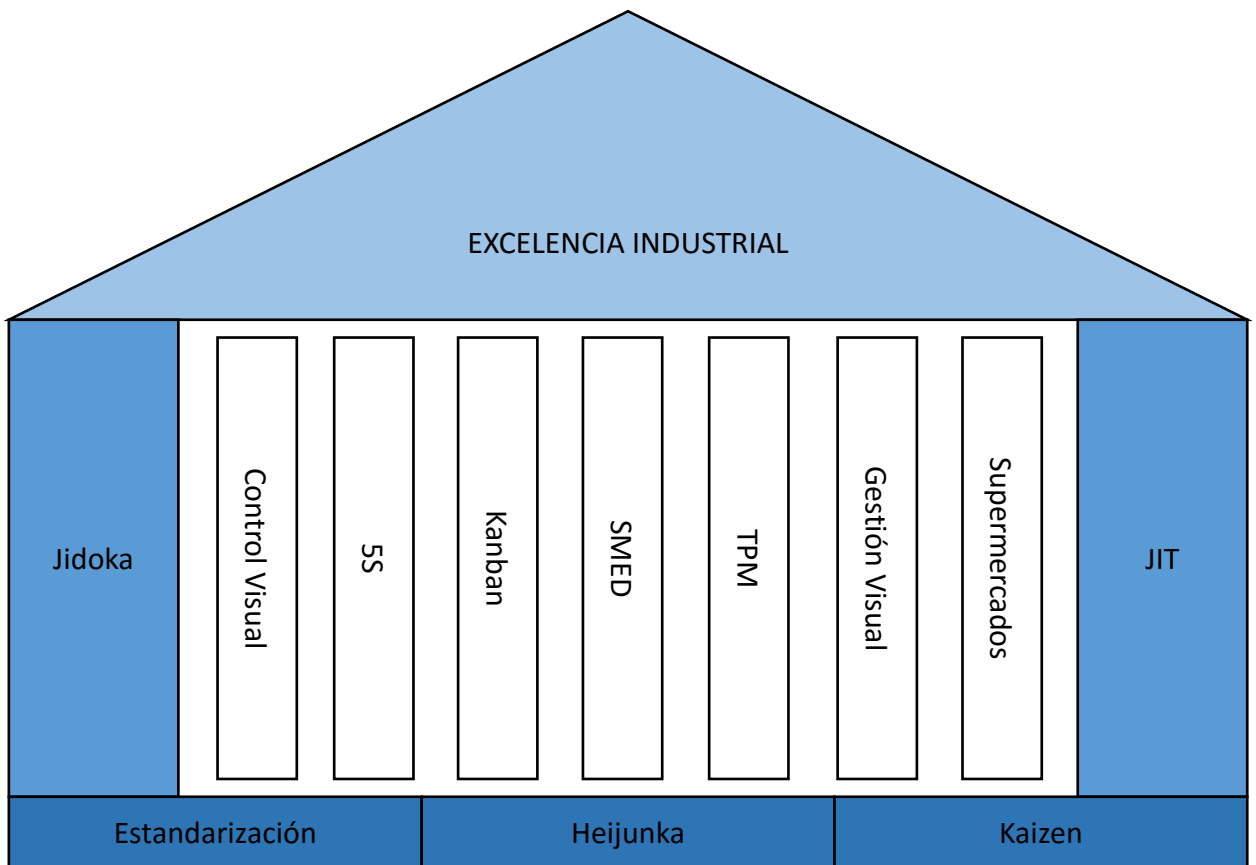 EXCELENCIA INDUSTRIAL
Jidoka
Control Visual
5S
Kanban
SMED
TPM
Gestión Visual
Supermercados
JIT
Estandarización
Heijunka
Kaizen